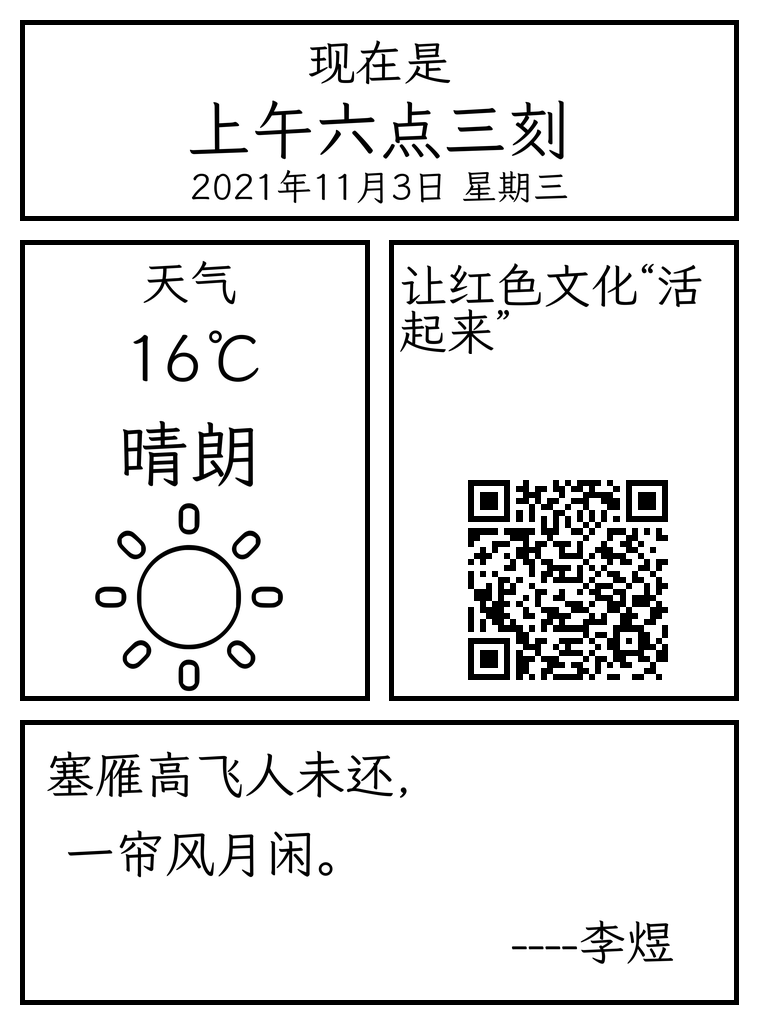 现在是
上午六点三刻
2021年11月3日 星期三
天气
16℃
晴朗
让红色文化“活
起来”
塞雁高飞人未还，
一帘风月闲。
----李煜